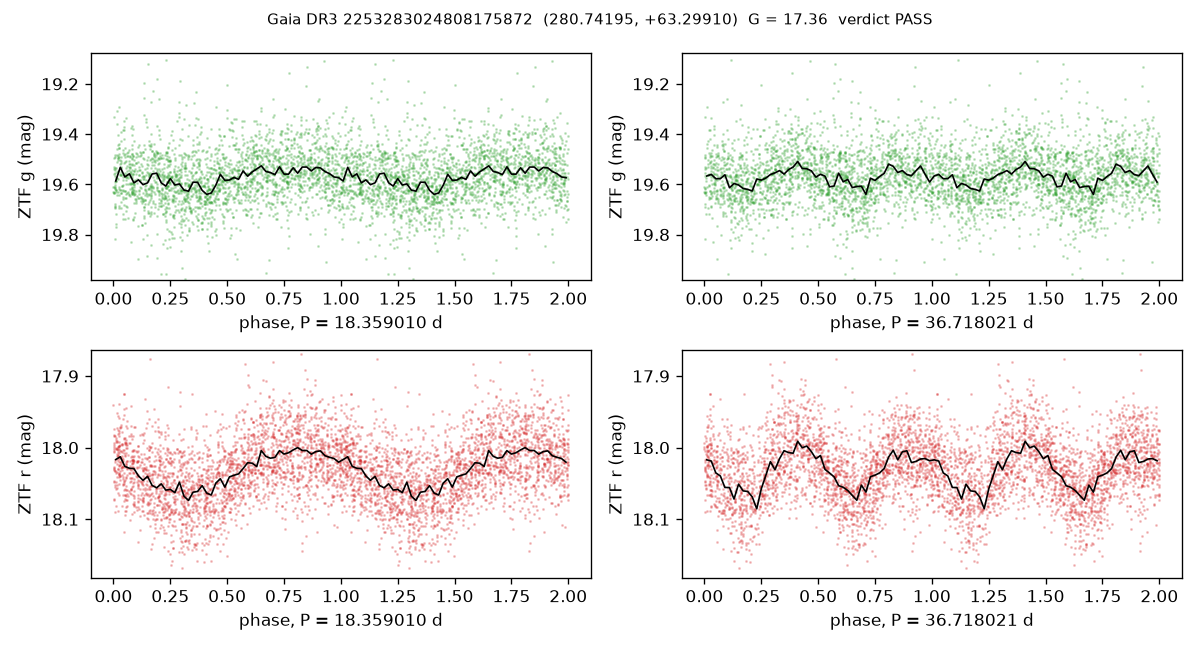 Gaia DR3 2253283024808175872 (280.74195, +63.29910) G = 17.36 verdict PASS
ZTF g (mag)
19.2
19.4
19.6
19.8
0.00 0.25 0.50 0.75 1.00 1.25 1.50 1.75 2.00
phase, P = 18.359010 d
ZTF g (mag)
19.2
19.4
19.6
19.8
0.00 0.25 0.50 0.75 1.00 1.25 1.50 1.75 2.00
phase, P = 36.718021 d
ZTF r (mag)
17.9
18.0
18.1
0.00 0.25 0.50 0.75 1.00 1.25 1.50 1.75 2.00
phase, P = 18.359010 d
ZTF r (mag)
17.9
18.0
18.1
0.00 0.25 0.50 0.75 1.00 1.25 1.50 1.75 2.00
phase, P = 36.718021 d